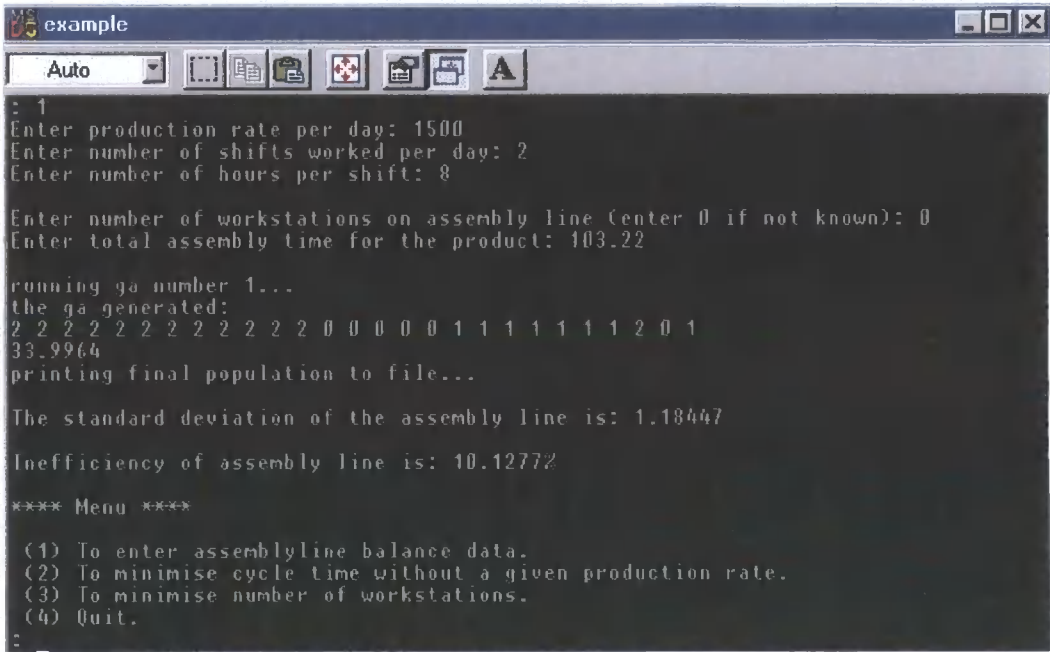 example
Auto
A
: 1
Enter production rate per day: 1500
Enter number of shifts worked per day: 2
Enter number of hours per shift: 8
Enter number of workstations on assembly line (enter 0 if not known): 0
Enter total assembly time for the product: 103.22
running ga number 1...
the ga generated:
2 2 2 2 2 2 2 2 2 2 2 2 0 0 0 0 0 1 1 1 1 1 1 1 2 0 1
33.9964
printing final population to file...
The standard deviation of the assembly line is: 1.18447
Inefficiency of assembly line is: 10.1277%
**** Menu ****
(1) To enter assemblyline balance data.
(2) To minimise cycle time without a given production rate.
(3) To minimise number of workstations.
(4) Quit.
: